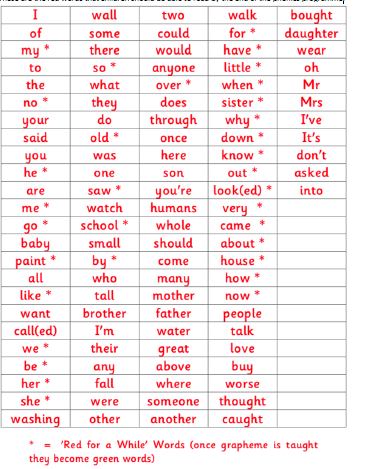 I wall two walk bought
of some could for * daughter
my * there would have * wear
to so * anyone little * oh
the what over * when * Mr
no * they does sister * Mrs
your do through why * I've
said old * once down * It's
you was here know * don't
he * one son out * asked
are saw * you're look(ed) * into
me * watch humans very *
go * school * whole came *
baby small should about *
paint * by * come house *
all who many how *
like * tall mother now *
want brother father people
call(ed) I'm water talk
we * their great love
be * any above buy
her * fall where worse
she * were someone thought
washing other another caught
* = 'Red for a While' Words (once grapheme is taught
they become green words)